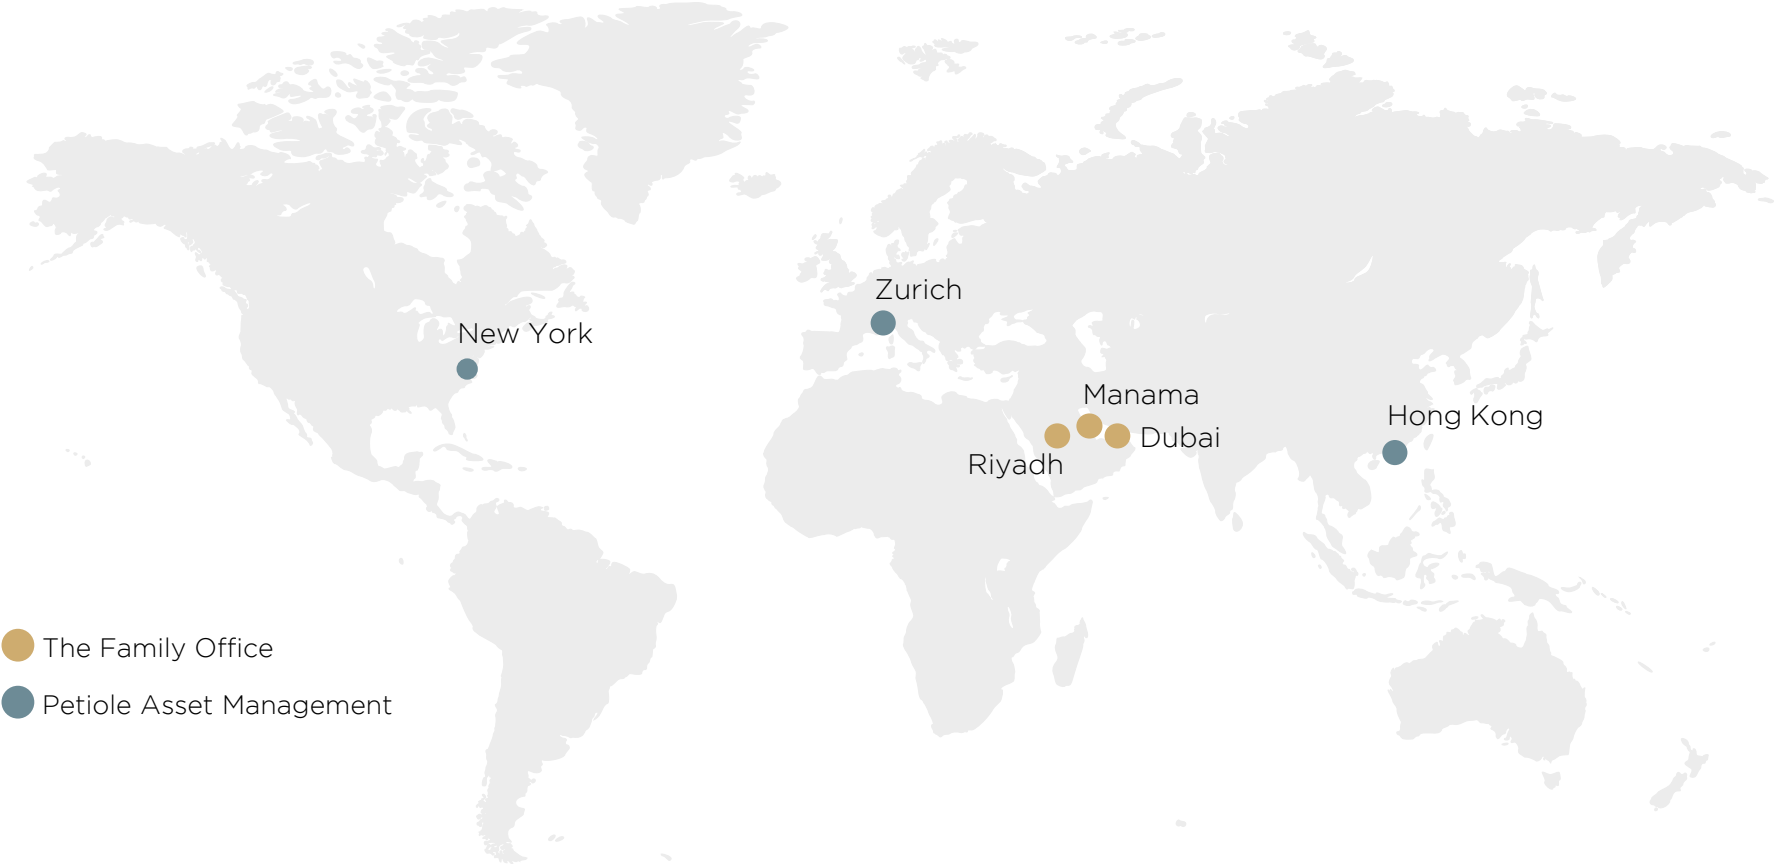 Zurich
New York
Manama
Hong Kong
Dubai
Riyadh
The Family Office
Petiole Asset Management